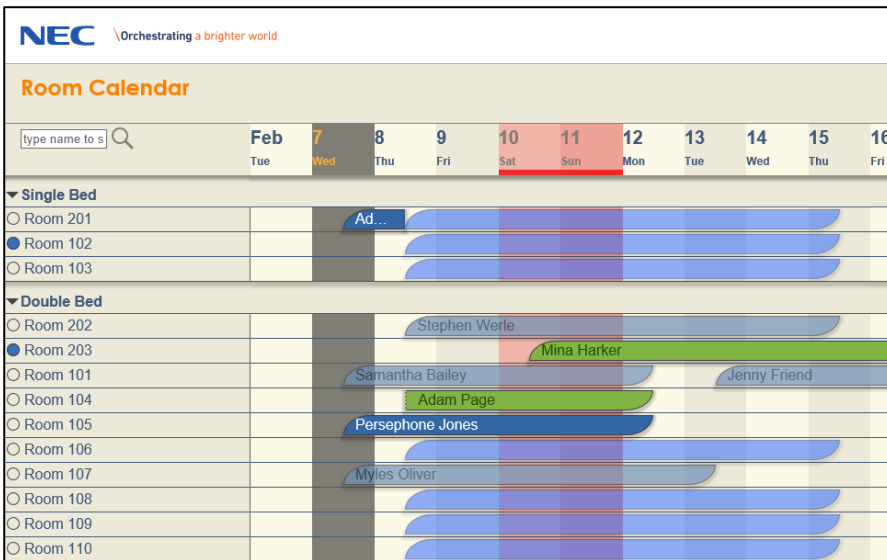 NEC \Orchestrating a brighter world
Room Calendar
type name to s
Feb 7 8 9 10 11 12 13 14 15 16
Tue Wed Thu Fri Sat Sun Mon Tue Wed Thu Fri
Single Bed
Room 201 Ad...
Room 102
Room 103
Double Bed
Room 202 Stephen Werle
Room 203 Mina Harker
Room 101 Samantha Bailey Jenny Friend
Room 104 Adam Page
Room 105 Persephone Jones
Room 106
Room 107 Myles Oliver
Room 108
Room 109
Room 110